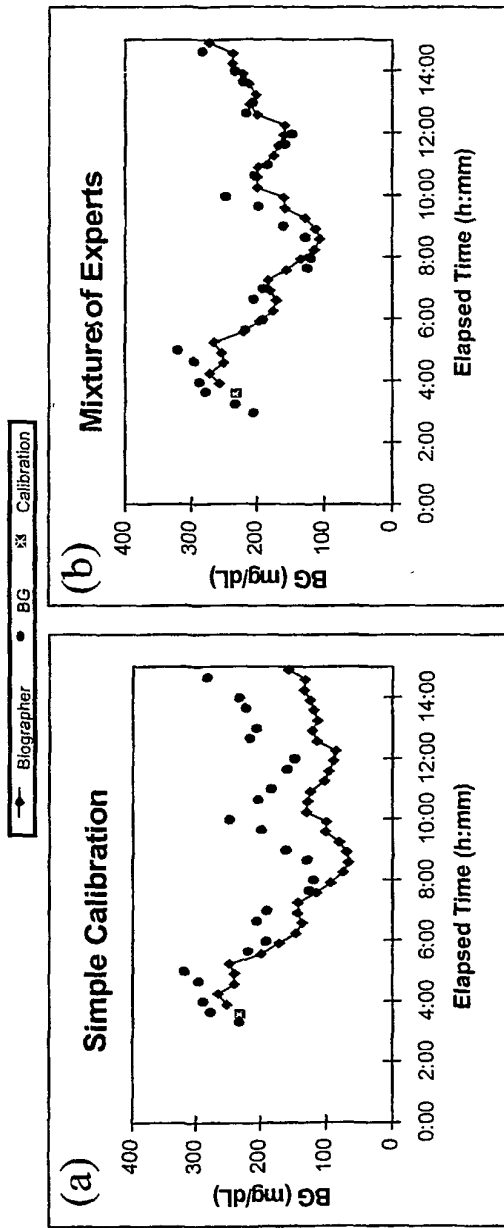 Biographer BG Calibration
(a)
Simple Calibration
400
300
200
100
0:00 2:00 4:00 6:00 8:00 10:00 12:00 14:00
Elapsed Time (h:mm)
BG (mg/dL)
(b)
Mixtures of Experts
400
300
200
100
0:00 2:00 4:00 6:00 8:00 10:00 12:00 14:00
Elapsed Time (h:mm)
BG (mg/dL)